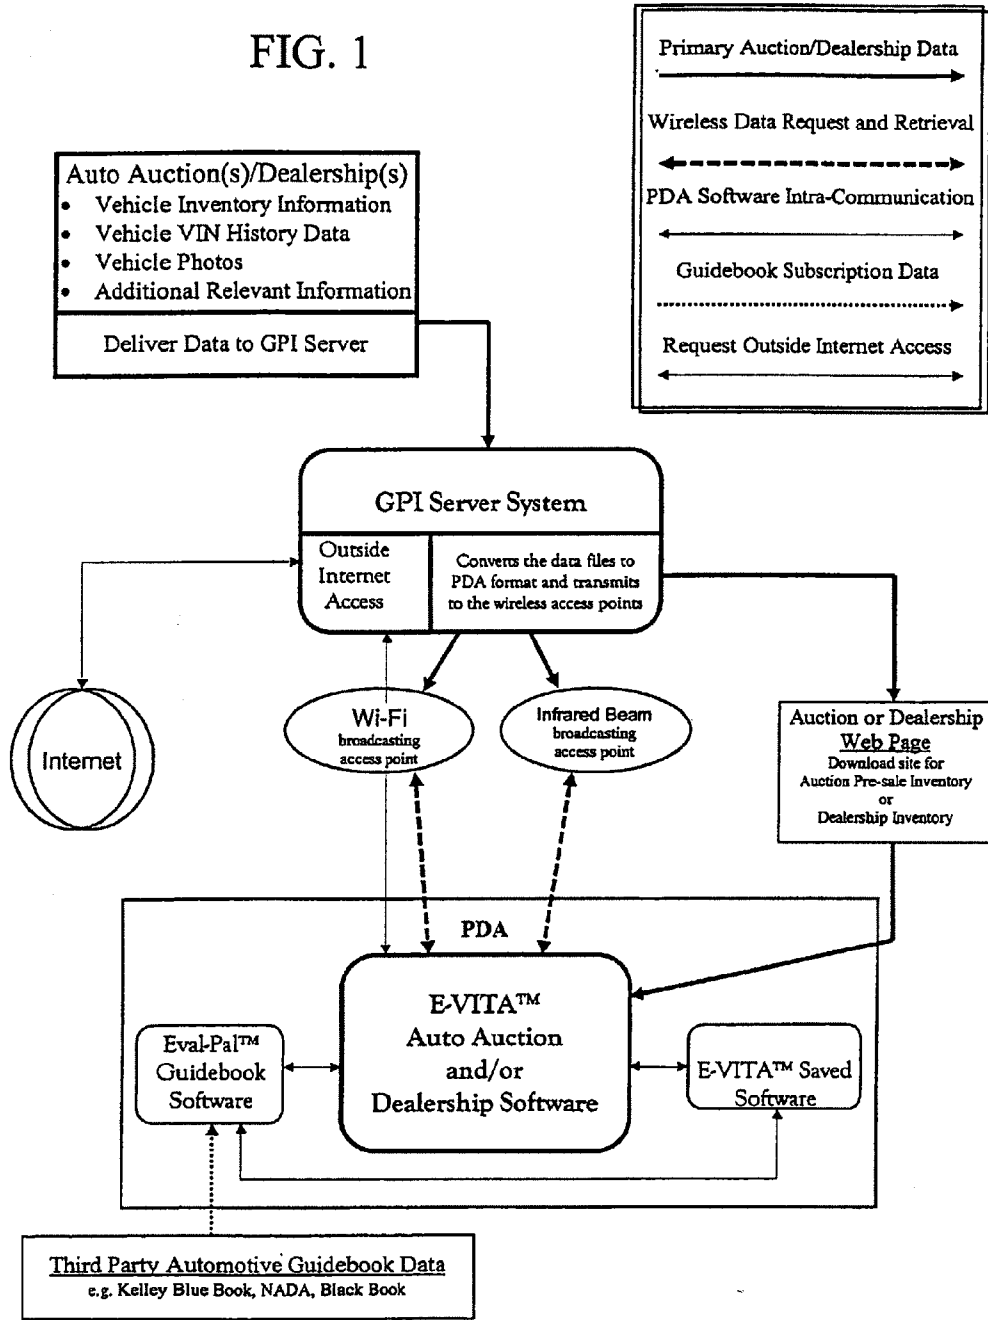 FIG. 1
Primary Auction/Dealership Data
Wireless Data Request and Retrieval
PDA Software Intra-Communication
Guidebook Subscription Data
Request Outside Internet Access
Auto Auction(s)/Dealership(s)
• Vehicle Inventory Information
• Vehicle VIN History Data
• Vehicle Photos
• Additional Relevant Information
Deliver Data to GPI Server
GPI Server System
Outside
Internet
Access
Converts the data files to
PDA format and transmits
to the wireless access points
Internet
Wi-Fi
broadcasting
access point
Infrared Beam
broadcasting
access point
Auction or Dealership
Web Page
Download site for
Auction Pre-sale Inventory
or
Dealership Inventory
PDA
E-VITA™
Auto Auction
and/or
Dealership Software
Eval-Pal™
Guidebook
Software
E-VITA™ Saved
Software
Third Party Automotive Guidebook Data
e.g. Kelley Blue Book, NADA, Black Book